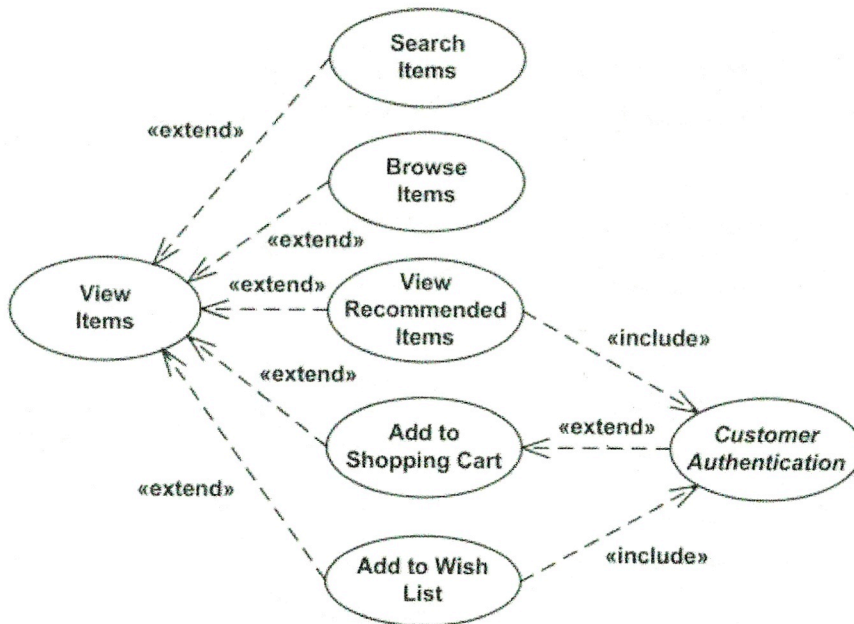 Search
Items
«extend»
Browse
Items
«extend»
View
Items
«extend»
View
Recommended
Items
«include»
«extend»
Add to
Shopping Cart
«extend»
Customer
Authentication
«extend»
Add to Wish
List
«include»